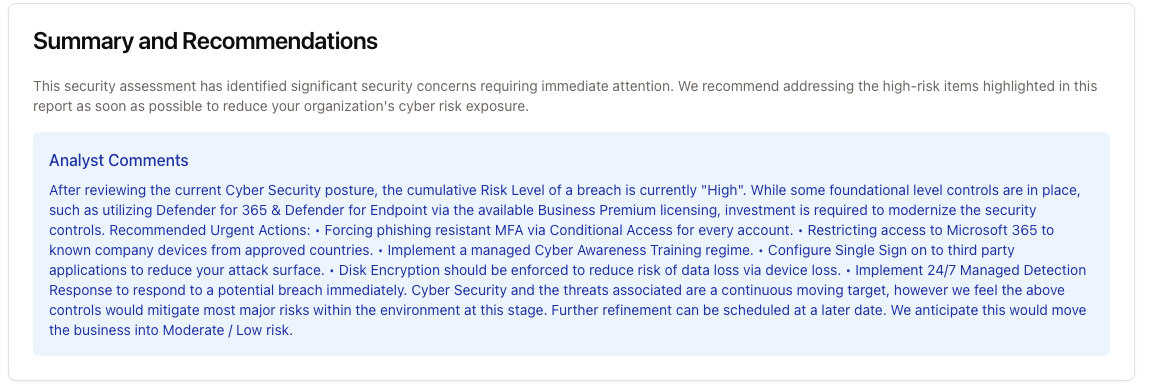 Summary and Recommendations
This security assessment has identified significant security concerns requiring immediate attention. We recommend addressing the high-risk items highlighted in this
report as soon as possible to reduce your organization's cyber risk exposure.
Analyst Comments
After reviewing the current Cyber Security posture, the cumulative Risk Level of a breach is currently "High". While some foundational level controls are in place,
such as utilizing Defender for 365 & Defender for Endpoint via the available Business Premium licensing, investment is required to modernize the security
controls. Recommended Urgent Actions: • Forcing phishing resistant MFA via Conditional Access for every account. • Restricting access to Microsoft 365 to
known company devices from approved countries. • Implement a managed Cyber Awareness Training regime. • Configure Single Sign on to third party
applications to reduce your attack surface. • Disk Encryption should be enforced to reduce risk of data loss via device loss. • Implement 24/7 Managed Detection
Response to respond to a potential breach immediately. Cyber Security and the threats associated are a continuous moving target, however we feel the above
controls would mitigate most major risks within the environment at this stage. Further refinement can be scheduled at a later date. We anticipate this would move
the business into Moderate / Low risk.